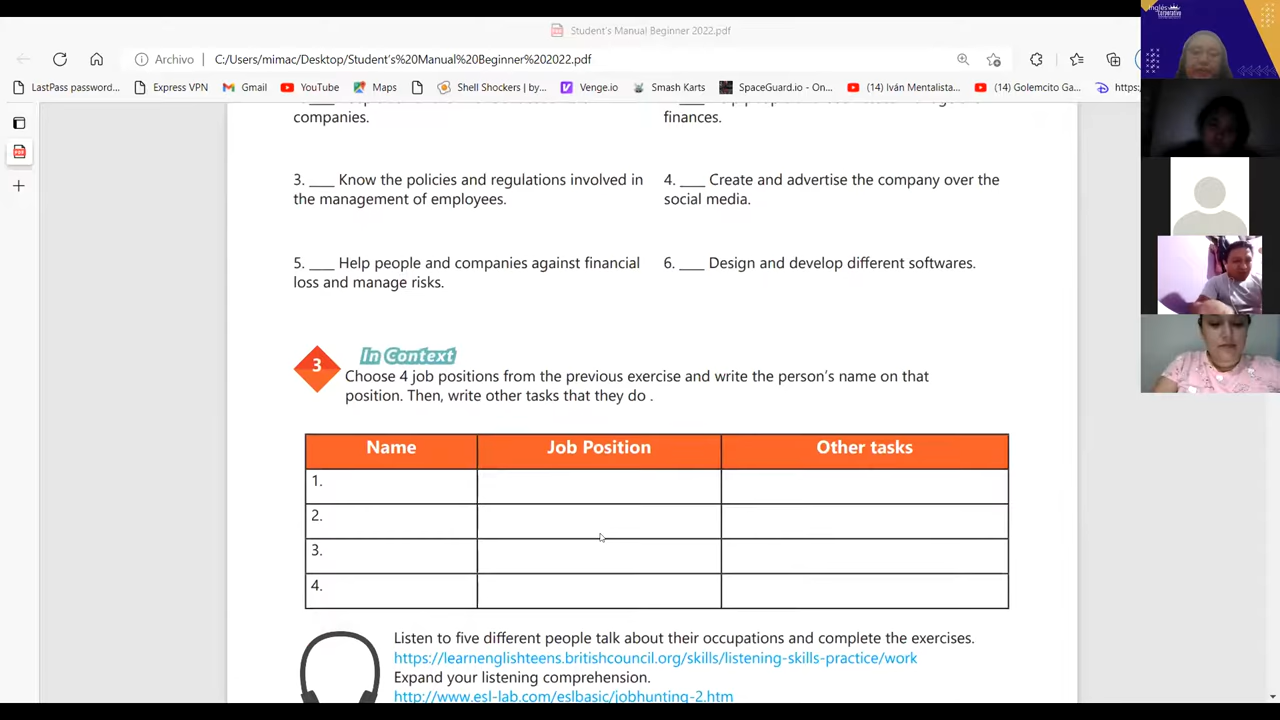 Student's Manual Beginner 2022.pdf
Archivo C:/Users/mimac/Desktop/Student's%20Manual%20Beginner%202022.pdf
LastPass password... Express VPN Gmail YouTube Maps Shell Shockers | by... Venge.io Smash Karts SpaceGuard.io - On... (14) Iván Mentalista... (14) Golemcito Ga... https:
companies.
finances.
3. ___ Know the policies and regulations involved in
the management of employees.
4. ___ Create and advertise the company over the
social media.
5. ___ Help people and companies against financial
loss and manage risks.
6. ___ Design and develop different softwares.
3
In Context
Choose 4 job positions from the previous exercise and write the person's name on that
position. Then, write other tasks that they do .
Name Job Position Other tasks
1.
2.
3.
4.
Listen to five different people talk about their occupations and complete the exercises.
https://learnenglishteens.britishcouncil.org/skills/listening-skills-practice/work
Expand your listening comprehension.
http://www.esl-lab.com/eslbasic/jobhunting-2.htm
Inglés
corporativo